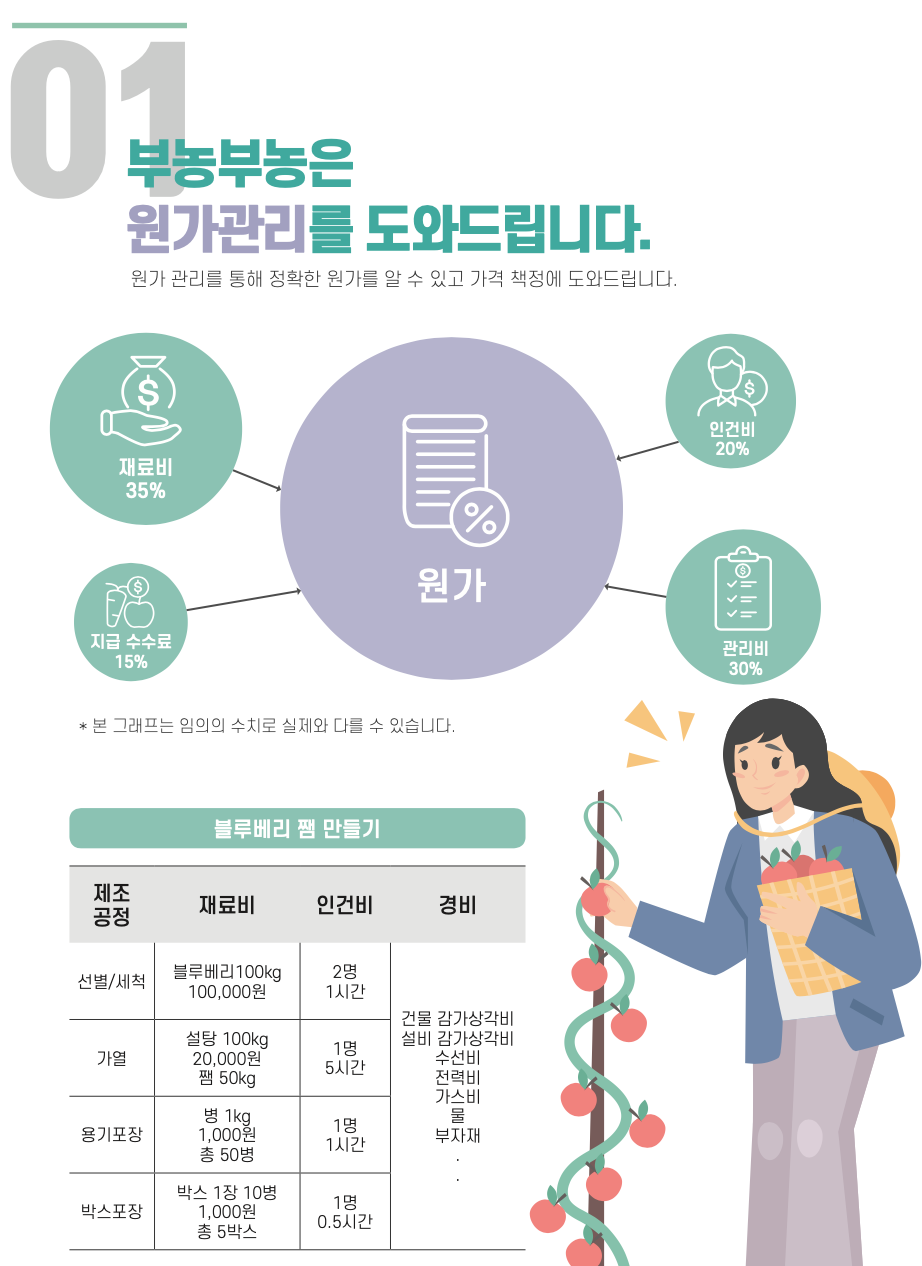 01
부농부농은
원가관리를 도와드립니다.
원가 관리를 통해 정확한 원가를 알 수 있고 가격 책정에 도와드립니다.
재료비
35%
인건비
20%
원가
지급 수수료
15%
관리비
30%
* 본 그래프는 임의의 수치로 실제와 다를 수 있습니다.
블루베리 쨈 만들기
제조
공정
재료비
인건비
경비
선별/세척
블루베리100kg
100,000원
2명
1시간
가열
설탕 100kg
20,000원
쨈 50kg
1명
5시간
용기포장
병 1kg
1,000원
총 50병
1명
1시간
박스포장
박스 1장 10병
1,000원
총 5박스
1명
0.5시간
건물 감가상각비
설비 감가상각비
수선비
전력비
가스비
물
부자재
.
.